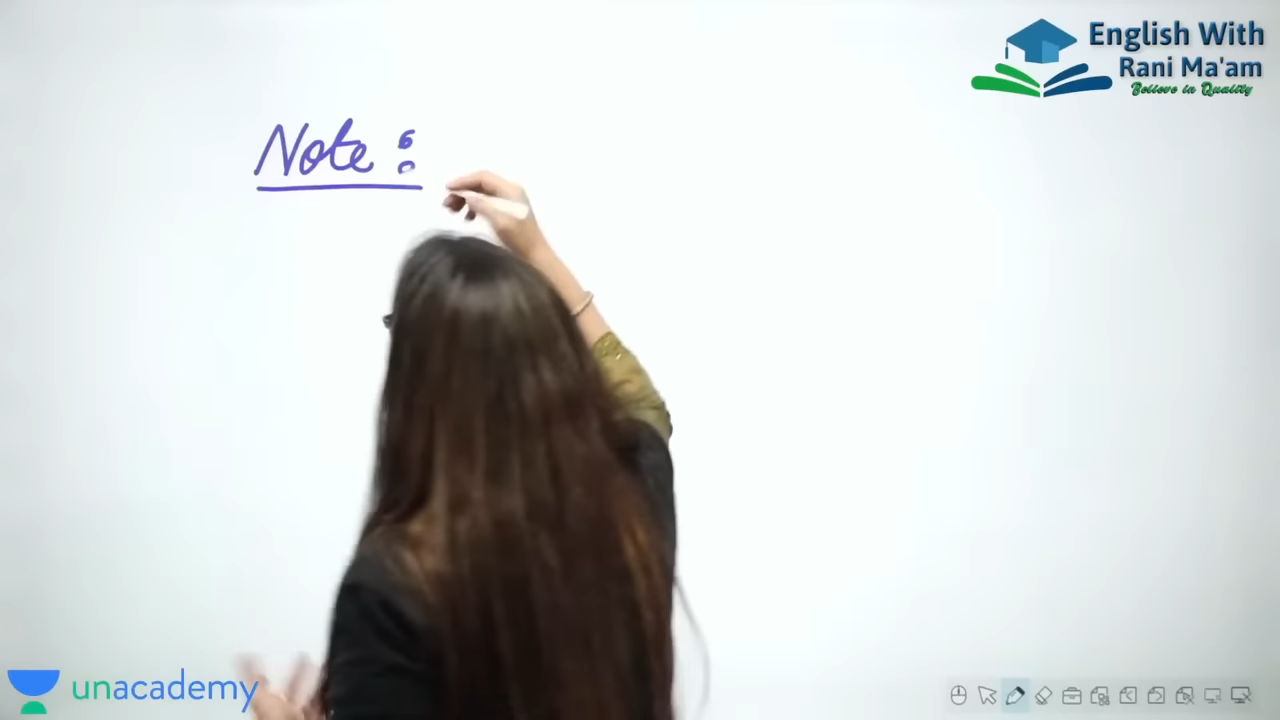 English With
Rani Ma'am
Believe in Quality
Note :
unacademy